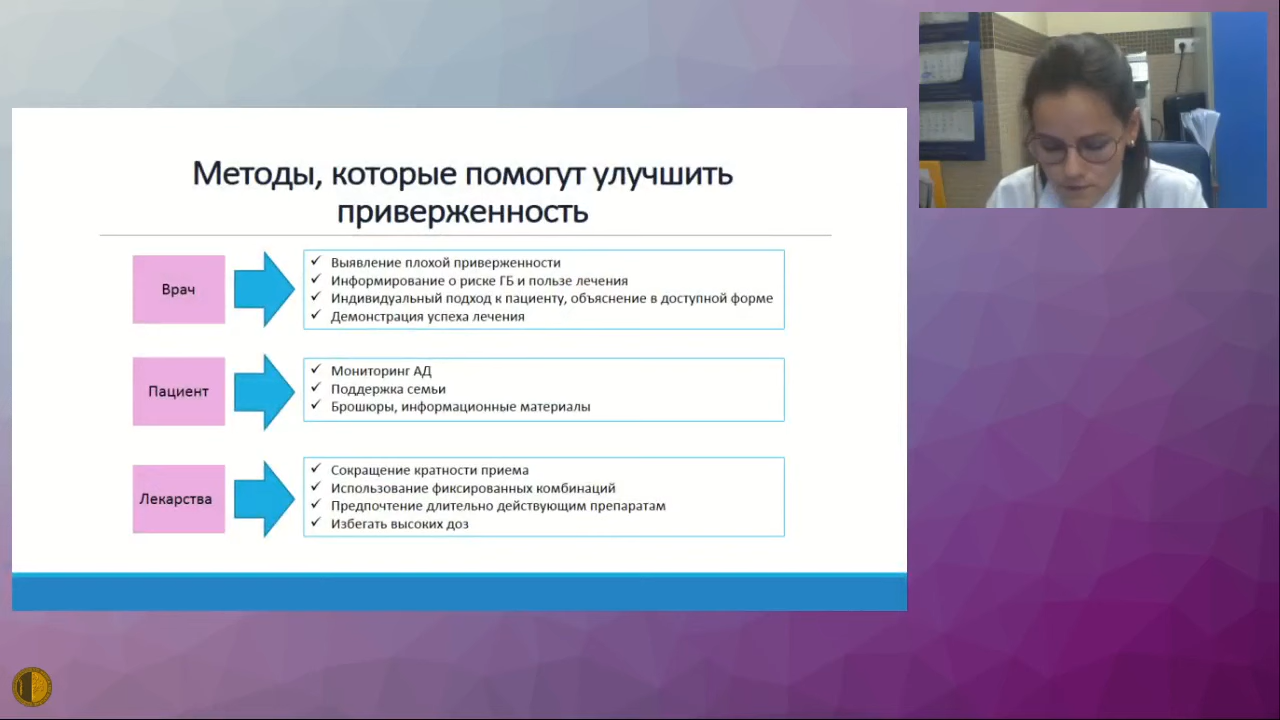 Методы, которые помогут улучшить
приверженность
Врач
Выявление плохой приверженности
Информирование о риске ГБ и пользе лечения
Индивидуальный подход к пациенту, объяснение в доступной форме
Демонстрация успеха лечения
Пациент
Мониторинг АД
Поддержка семьи
Брошюры, информационные материалы
Лекарства
Сокращение кратности приема
Использование фиксированных комбинаций
Предпочтение длительно действующим препаратам
Избегать высоких доз